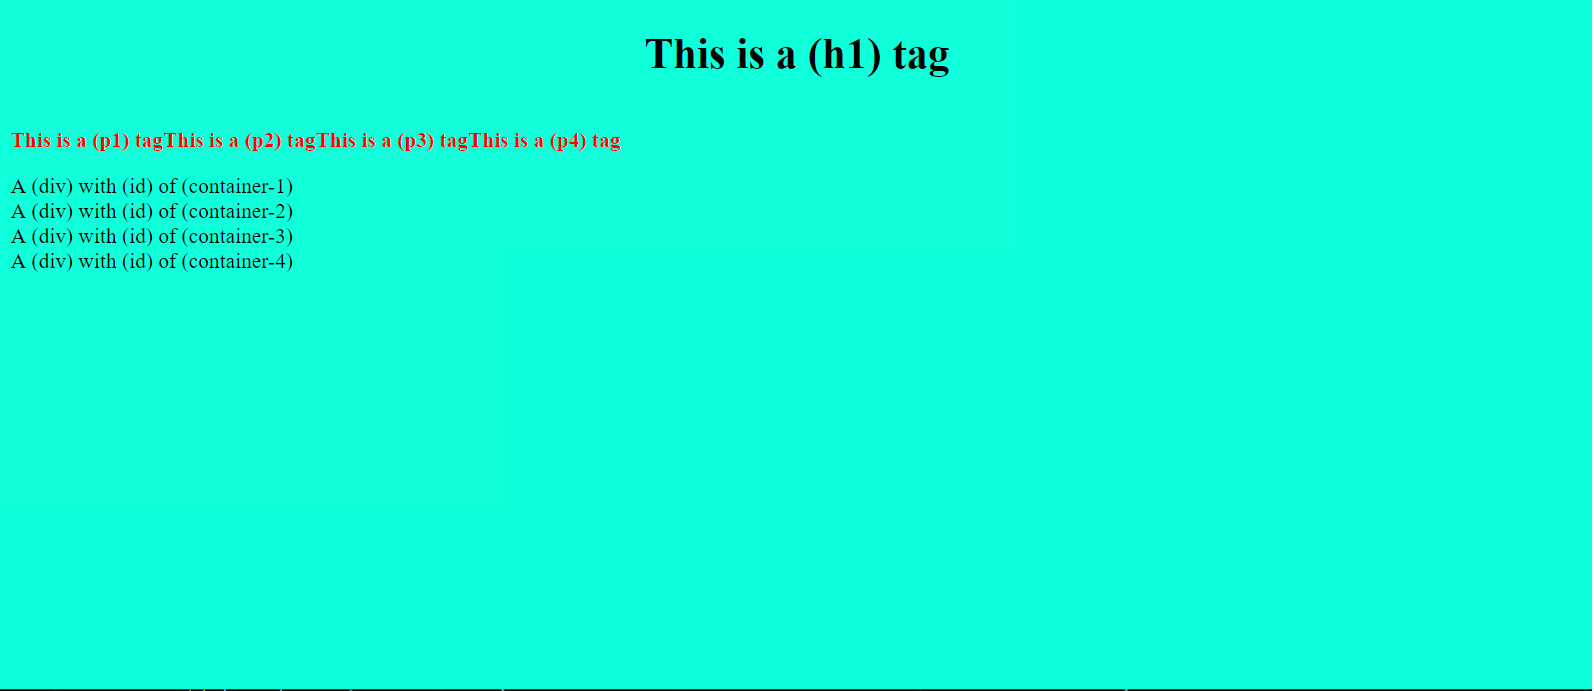 This is a (h1) tag
This is a (p1) tagThis is a (p2) tagThis is a (p3) tagThis is a (p4) tag
A (div) with (id) of (container-1)
A (div) with (id) of (container-2)
A (div) with (id) of (container-3)
A (div) with (id) of (container-4)